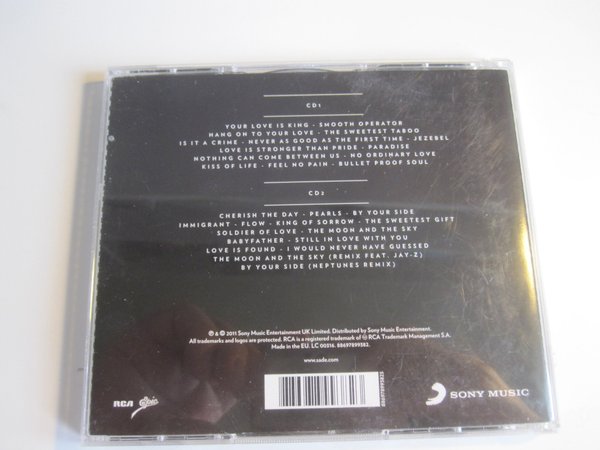 CD1
YOUR LOVE IS KING - SMOOTH OPERATOR
HANG ON TO YOUR LOVE - THE SWEETEST TABOO
IS IT A CRIME - NEVER AS GOOD AS THE FIRST TIME - JEZEBEL
LOVE IS STRONGER THAN PRIDE - PARADISE
NOTHING CAN COME BETWEEN US - NO ORDINARY LOVE
KISS OF LIFE - FEEL NO PAIN - BULLET PROOF SOUL
CD2
CHERISH THE DAY - PEARLS - BY YOUR SIDE
IMMIGRANT - FLOW - KING OF SORROW - THE SWEETEST GIFT
SOLDIER OF LOVE - THE MOON AND THE SKY
BABYFATHER - STILL IN LOVE WITH YOU
LOVE IS FOUND - I WOULD NEVER HAVE GUESSED
THE MOON AND THE SKY (REMIX FEAT. JAY-Z)
BY YOUR SIDE (NEPTUNES REMIX)
℗ & © 2011 Sony Music Entertainment UK Limited. Distributed by Sony Music Entertainment.
All trademarks and logos are protected. RCA is a registered trademark of ® RCA Trademark Management S.A.
Made in the EU. LC 00316. 88697899382.
www.sade.com
RCA
Epic
SONY MUSIC